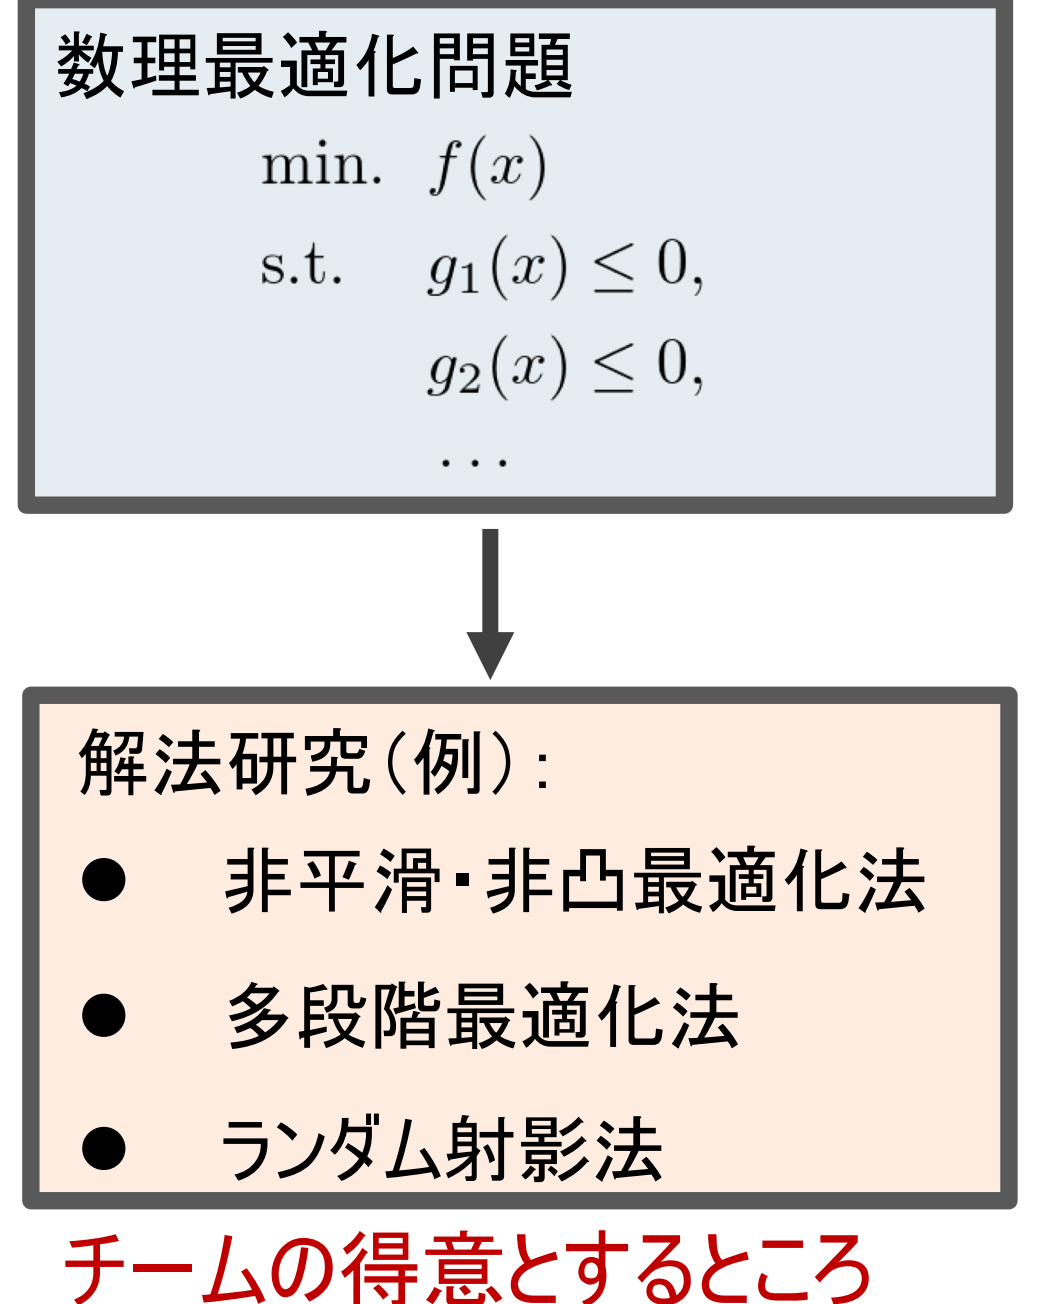 数理最適化問題
min. f(x)
s.t. g₁(x) ≤ 0,
g₂(x) ≤ 0,
...
解法研究（例）:
● 非平滑・非凸最適化法
● 多段階最適化法
● ランダム射影法
チームの得意とするところ